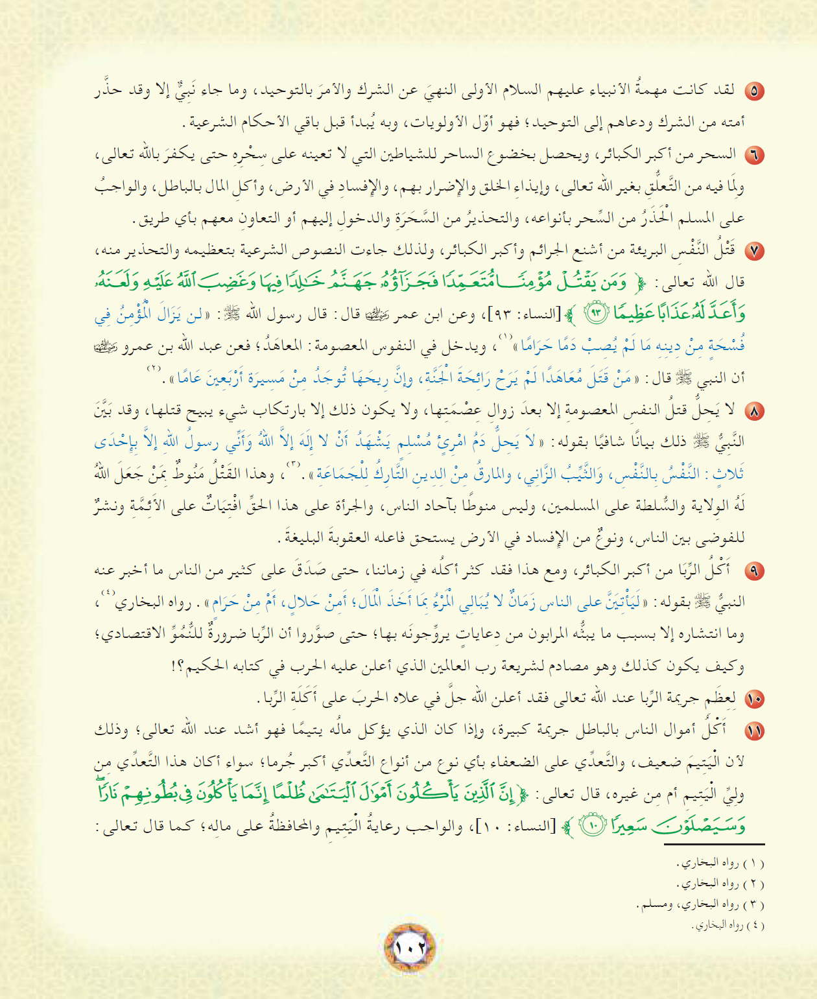 ٥ لقد كانت مهمةُ الأنبياء عليهم السلام الأولى النهيَ عن الشرك والأمرَ بالتوحيد، وما جاء نَبِيٌّ إلا وقد حذَّر
أمته من الشرك ودعاهم إلى التوحيد؛ فهو أوّل الأولويات، وبه يُبدأ قبل باقي الأحكام الشرعية.
٦ السحر من أكبر الكبائر، ويحصل بخضوع الساحر للشياطين التي لا تعينه على سِحْرِهِ حتى يكفرَ بالله تعالى،
ولِمَا فيه من التَّعلُّقِ بغير الله تعالى، وإيذاءِ الخلق والإضرار بهم، والإفسادِ في الأرض، وأكلِ المال بالباطل، والواجبُ
على المسلم الْحَذَرُ من السِّحر بأنواعه، والتحذيرُ من السَّحَرَةِ والدخولِ إليهم أو التعاونِ معهم بأي طريق.
٧ قَتْلُ النَّفْسِ البريئة من أشنع الجرائم وأكبر الكبائر، ولذلك جاءت النصوص الشرعية بتعظيمه والتحذير منه،
قال الله تعالى: ﴿ وَمَن يَقْتُلْ مُؤْمِنًا مُّتَعَمِّدًا فَجَزَآؤُهُۥ جَهَنَّمُ خَٰلِدًا فِيهَا وَغَضِبَ ٱللَّهُ عَلَيْهِ وَلَعَنَهُۥ
وَأَعَدَّ لَهُۥ عَذَابًا عَظِيمًا ٩٣ ﴾ [النساء: ٩٣]، وعن ابن عمر رضي الله عنهما قال: قال رسول الله ﷺ: «لن يَزَالَ الْمُؤْمِنُ فِي
فُسْحَةٍ مِنْ دِينِهِ مَا لَمْ يُصِبْ دَمًا حَرَامًا»(١)، ويدخل في النفوس المعصومة: المعاهَدُ؛ فعن عبد الله بن عمرو رضي الله عنهما
أن النبي ﷺ قال: «مَنْ قَتَلَ مُعَاهَدًا لَمْ يَرَحْ رَائِحَةَ الْجَنَّةِ، وإنَّ رِيحَهَا تُوجَدُ مِنْ مَسِيرَة أَرْبَعِينَ عَامًا».(٢)
٨ لا يَحِلُّ قتلُ النفسِ المعصومةِ إلا بعدَ زوالِ عِصْمَتِها، ولا يكون ذلك إلا بارتكاب شيء يبيح قتلها، وقد بَيَّنَ
النَّبِيُّ ﷺ ذلك بيانًا شافيًا بقوله: «لاَ يَحِلُّ دَمُ امْرِئٍ مُسْلِمٍ يَشْهَدُ أَنْ لا إِلَهَ إلاَّ اللهُ وَأَنِّي رسولُ اللهِ إلاَّ بِإِحْدَى
ثَلاثٍ: النَّفْسُ بِالنَّفْسِ، وَالثَّيِّبُ الزَّانِي، والمارقُ مِنْ الدِينِ التَّارِكُ لِلْجَمَاعَةِ».(٣)، وهذا القَتْلُ مَنُوطٌ بِمَنْ جَعَلَ اللهُ
لَهُ الوِلاية والسُّلطة على المسلمين، وليس منوطًا بآحاد الناس، والجرأة على هذا الحقِّ افْتِيَاتٌ على الأَئِمَّةِ ونشرٌ
للفوضى بين الناس، ونوعٌ من الإفساد في الأرض يستحق فاعله العقوبةَ البليغةَ.
٩ أَكْلُ الرِّبَا من أكبر الكبائر، ومع هذا فقد كثر أكلُه في زماننا، حتى صَدَقَ على كثير من الناس ما أخبر عنه
النبيُّ ﷺ بقوله: «لَيَأْتِيَنَّ على الناس زَمَانٌ لا يُبَالِي الْمَرْءُ بِمَا أَخَذَ الْمَالَ؛ أَمِنْ حَلالٍ، أَمْ مِنْ حَرَامٍ». رواه البخاري(٤)،
وما انتشاره إلا بسبب ما يبثُّه المرابون من دِعاياتٍ يروِّجونَه بها؛ حتى صوَّروا أن الرِّبا ضرورةٌ للنُّمُوِّ الاقتصادي؛
وكيف يكون كذلك وهو مصادم لشريعة رب العالمين الذي أعلن عليه الحرب في كتابه الحكيم؟!
١٠ لِعِظَمِ جريمة الرِّبا عند الله تعالى فقد أعلن الله جلَّ في علاه الحربَ على أَكَلَةِ الرِّبا.
١١ أَكْلُ أموال الناس بالباطل جريمة كبيرة، وإذا كان الذي يؤكل مالُه يتيمًا فهو أشد عند الله تعالى؛ وذلك
لأن الْيَتِيمَ ضعيف، والتَّعدِّي على الضعفاء بأي نوع من أنواع التَّعدِّي أكبر جُرما؛ سواء أكان هذا التَّعدِّي مِن
وليِّ الْيَتِيمِ أم مِن غيره، قال تعالى: ﴿ إِنَّ ٱلَّذِينَ يَأْكُلُونَ أَمْوَٰلَ ٱلْيَتَٰمَىٰ ظُلْمًا إِنَّمَا يَأْكُلُونَ فِى بُطُونِهِمْ نَارًا ۖ
وَسَيَصْلَوْنَ سَعِيرًا ١٠ ﴾ [النساء: ١٠]، والواجب رعايةُ الْيَتِيمِ والمحافظةُ على مالِه؛ كما قال تعالى:
(١) رواه البخاري.
(٢) رواه البخاري.
(٣) رواه البخاري، ومسلم.
(٤) رواه البخاري.
١٠٢